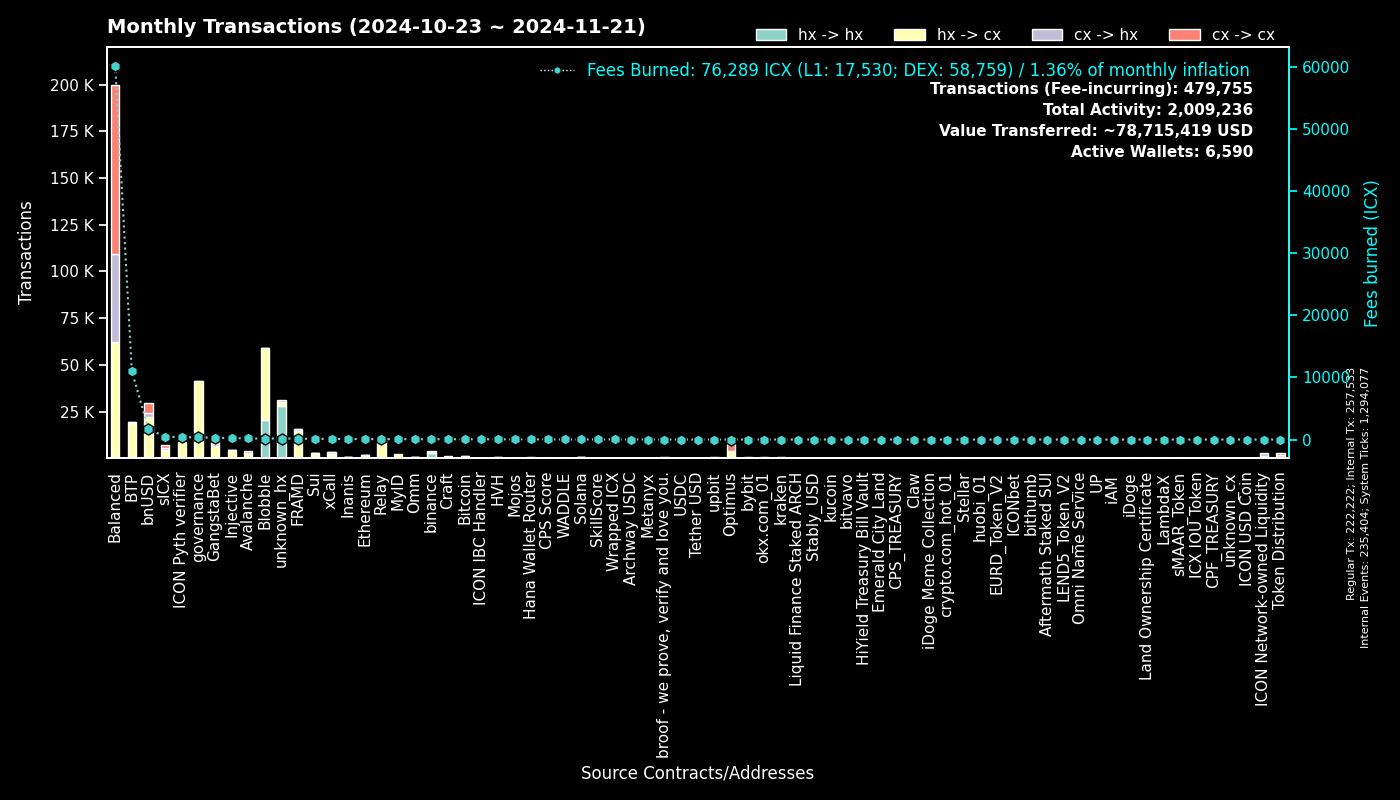 Monthly Transactions (2024-10-23 ~ 2024-11-21)
hx -> hx
hx -> cx
cx -> hx
cx -> cx
Fees Burned: 76,289 ICX (L1: 17,530; DEX: 58,759) / 1.36% of monthly inflation
Transactions (Fee-incurring): 479,755
Total Activity: 2,009,236
Value Transferred: ~78,715,419 USD
Active Wallets: 6,590
Transactions
200 K
175 K
150 K
125 K
100 K
75 K
50 K
25 K
60000
50000
40000
30000
20000
10000
0
Fees burned (ICX)
Regular Tx: 222,222; Internal Tx: 257,533
Internal Events: 235,404; System Ticks: 1,294,077
Balanced
BTP
bnUSD
sICX
ICON Pyth verifier
governance
GangstaBet
Injective
Avalanche
Blobble
unknown_hx
FRAMD
Sui
xCall
Inanis
Ethereum
Relay
MyID
Omm
binance
Craft
Bitcoin
ICON IBC Handler
HVH
Mojos
Hana Wallet Router
CPS Score
WADDLE
Solana
SkillScore
Wrapped ICX
Archway USDC
Metanyx
broof - we prove, verify and love you.
USDC
Tether USD
upbit
Optimus
bybit
okx.com_01
kraken
Liquid Finance Staked ARCH
Stably_USD
kucoin
bitvavo
HiYield Treasury Bill Vault
Emerald City Land
CPS_TREASURY
Claw
iDoge Meme Collection
crypto.com_hot_01
Stellar
huobi_01
EURD_Token_V2
ICONbet
bithumb
Aftermath Staked SUI
LEND5_Token_V2
Omni Name Service
UP
iAM
iDoge
Land Ownership Certificate
LambdaX
sMAAR_Token
ICX_IOU_Token
CPF_TREASURY
unknown_cx
ICON USD Coin
ICON Network-owned Liquidity
Token Distribution
Source Contracts/Addresses